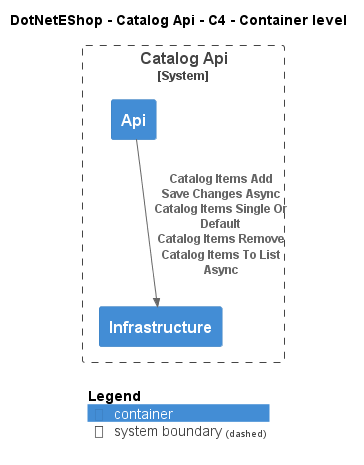 DotNetEShop - Catalog Api - C4 - Container level
Catalog Api
[System]
Api
Catalog Items Add
Save Changes Async
Catalog Items Single Or
Default
Catalog Items Remove
Catalog Items To List
Async
Infrastructure
Legend
container
system boundary (dashed)